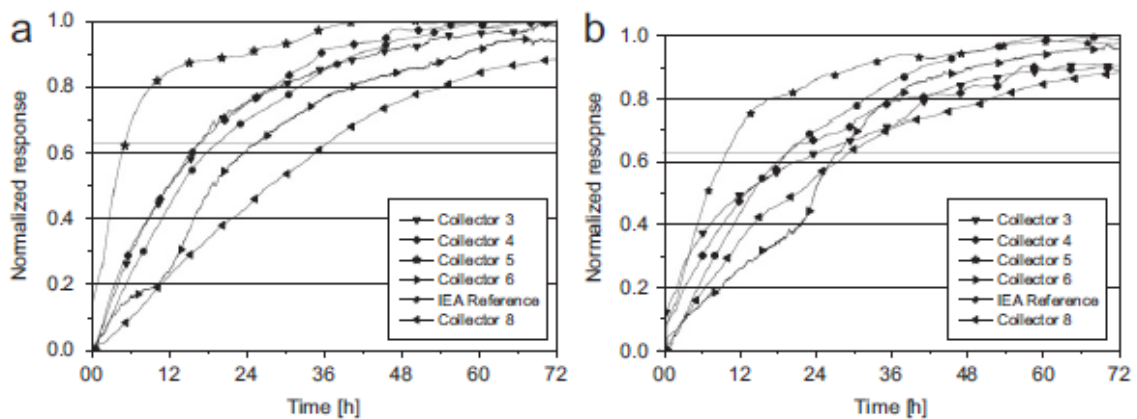 a
1.0
0.8
0.6
0.4
0.2
0.0
Normalized response
Collector 3
Collector 4
Collector 5
Collector 6
IEA Reference
Collector 8
00 12 24 36 48 60 72
Time [h]
b
1.0
0.8
0.6
0.4
0.2
0.0
Normalized resopnse
Collector 3
Collector 4
Collector 5
Collector 6
IEA Reference
Collector 8
00 12 24 36 48 60 72
Time [h]